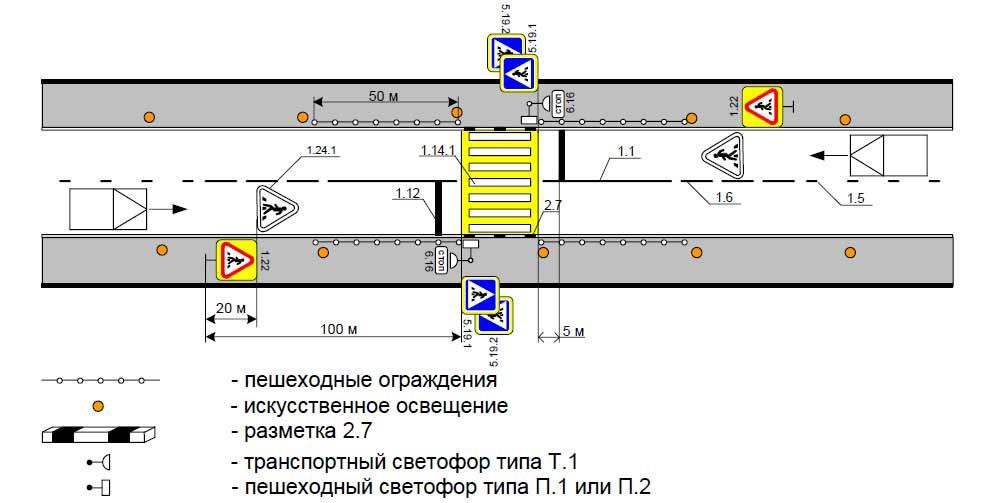 5.19.2
5.19.1
50 м
стоп
6.16
1.22
1.24.1
1.14.1
1.1
1.12
1.6
1.5
2.7
1.22
стоп
6.16
20 м
100 м
5.19.1
5.19.2
5 м
- пешеходные ограждения
- искусственное освещение
- разметка 2.7
- транспортный светофор типа Т.1
- пешеходный светофор типа П.1 или П.2